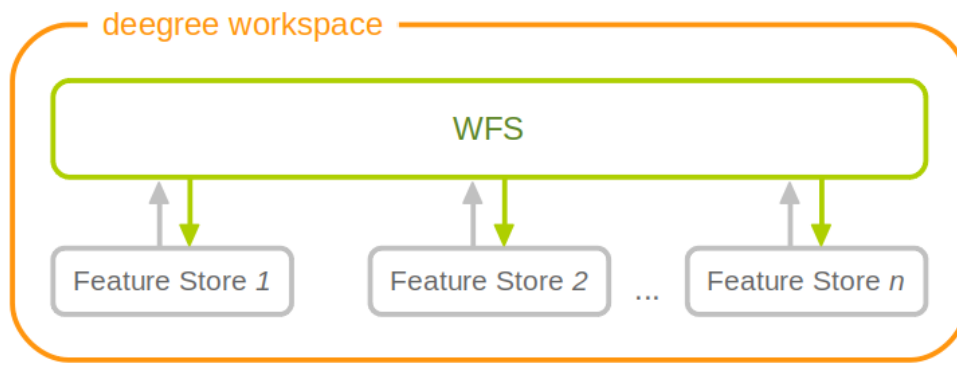 deegree workspace
WFS
Feature Store 1
Feature Store 2
...
Feature Store n